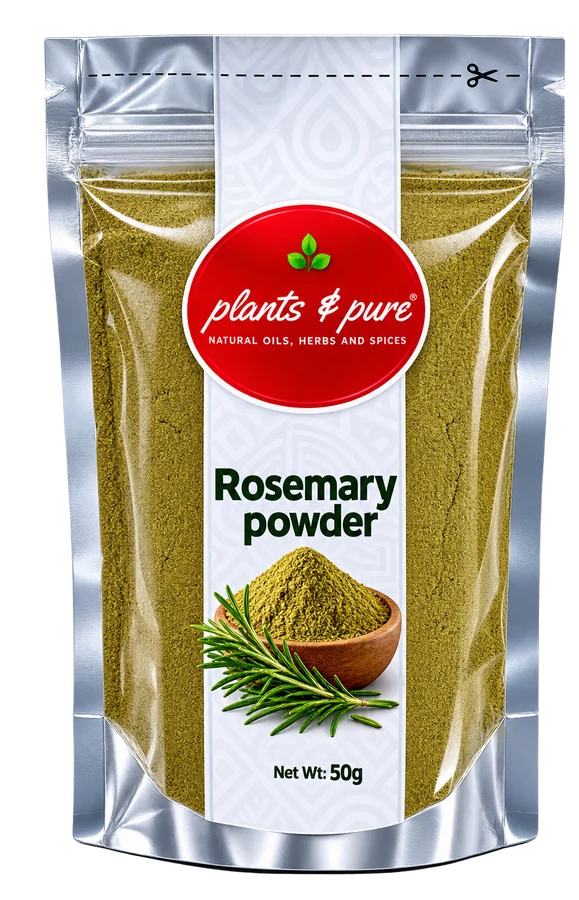 plants & pure®
NATURAL OILS, HERBS AND SPICES
Rosemary
powder
Net Wt: 50g